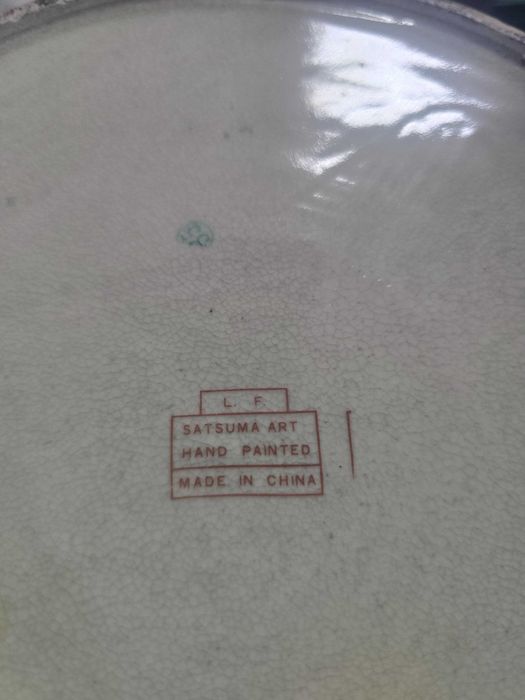 L. F.
SATSUMA ART
HAND PAINTED
MADE IN CHINA